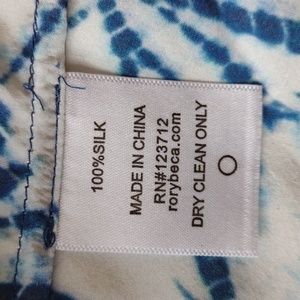 100%SILK
MADE IN CHINA
RN#123712
rorybeca.com
DRY CLEAN ONLY